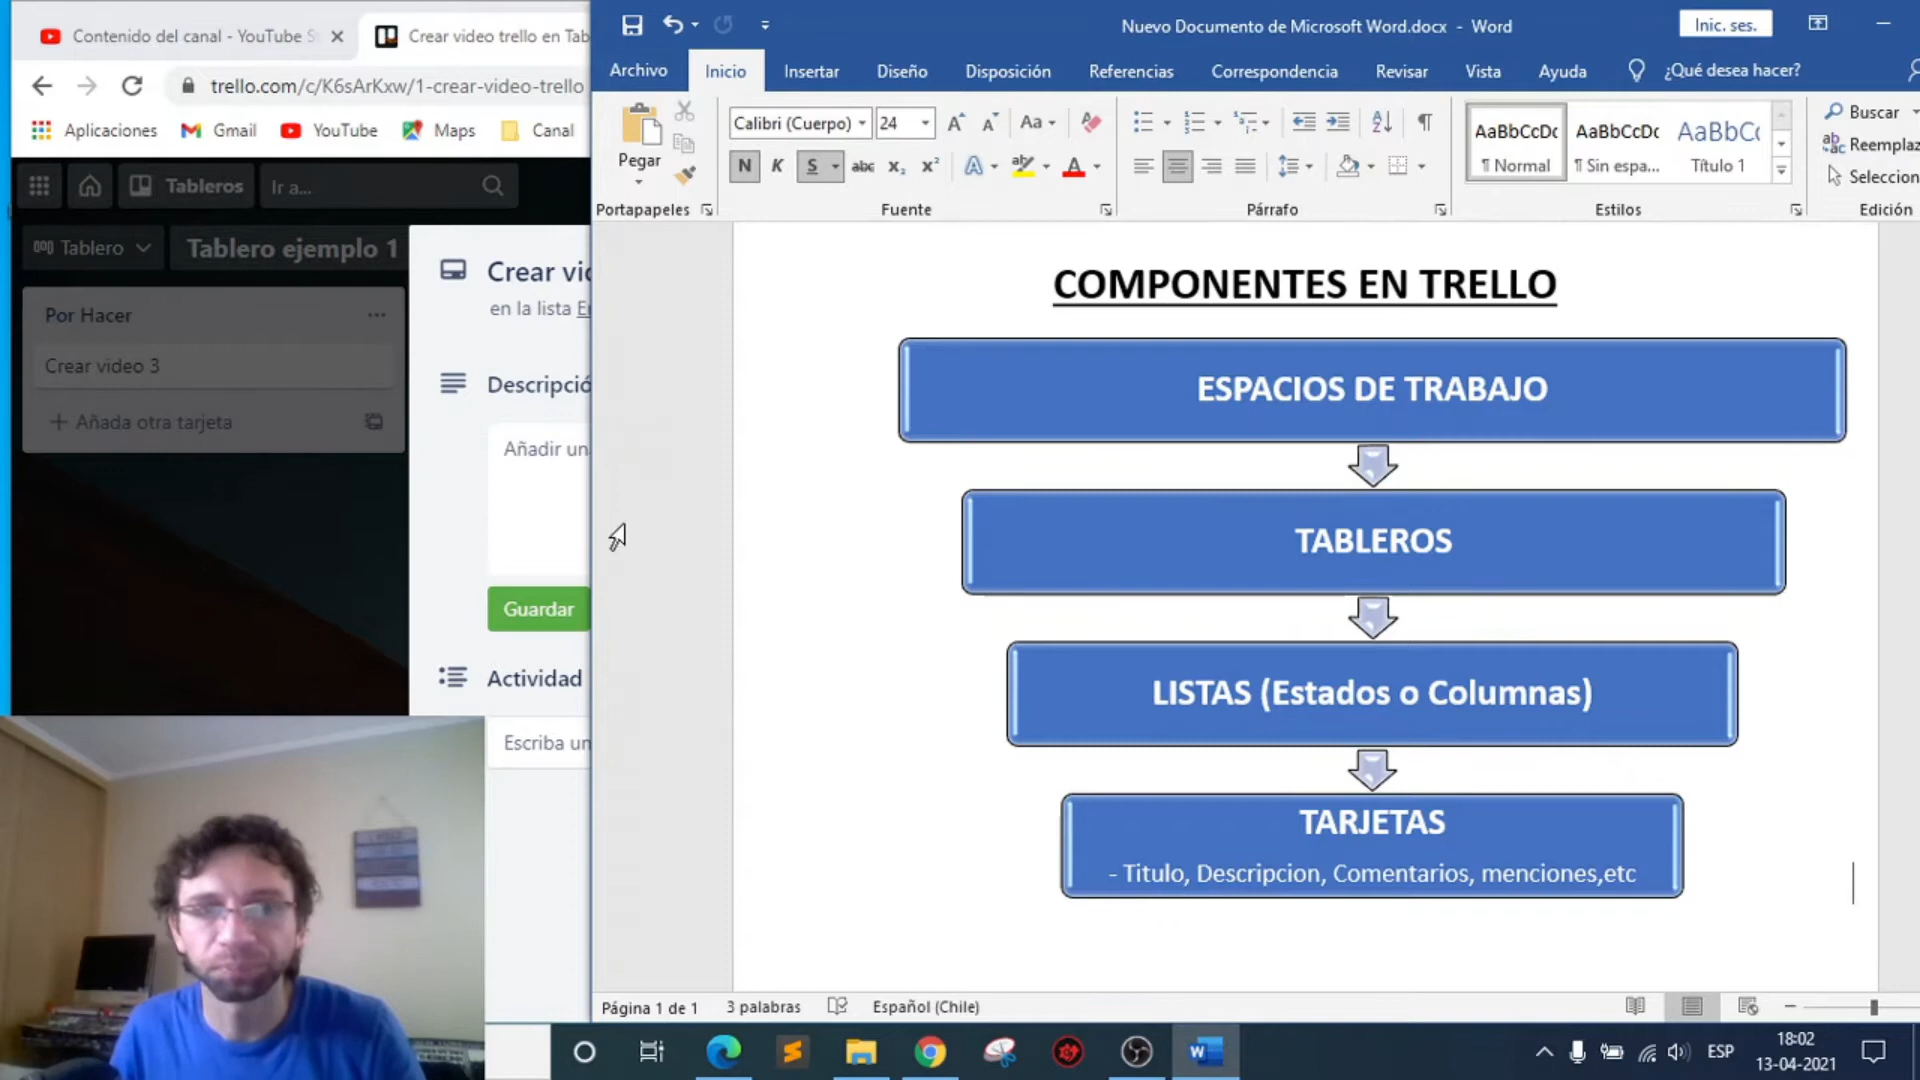 Contenido del canal - YouTube S
Crear video trello en Tab
trello.com/c/K6sArKxw/1-crear-video-trello
Aplicaciones
Gmail
YouTube
Maps
Canal
Tableros
Ir a...
Tablero
Tablero ejemplo 1
Por Hacer
Crear video 3
+ Añada otra tarjeta
Crear vid
en la lista
Descripció
Añadir un
Guardar
Actividad
Escriba un
Nuevo Documento de Microsoft Word.docx - Word
Inic. ses.
Archivo
Inicio
Insertar
Diseño
Disposición
Referencias
Correspondencia
Revisar
Vista
Ayuda
¿Qué desea hacer?
Pegar
Portapapeles
Calibri (Cuerpo)
24
Aa
N K S abc x₂ x²
Fuente
Párrafo
AaBbCcDc
¶ Normal
AaBbCcDc
¶ Sin espa...
AaBbC
Título 1
Estilos
Buscar
Reemplaz
Seleccion
Edición
COMPONENTES EN TRELLO
ESPACIOS DE TRABAJO
TABLEROS
LISTAS (Estados o Columnas)
TARJETAS
- Titulo, Descripcion, Comentarios, menciones,etc
Página 1 de 1
3 palabras
Español (Chile)
ESP
18:02
13-04-2021